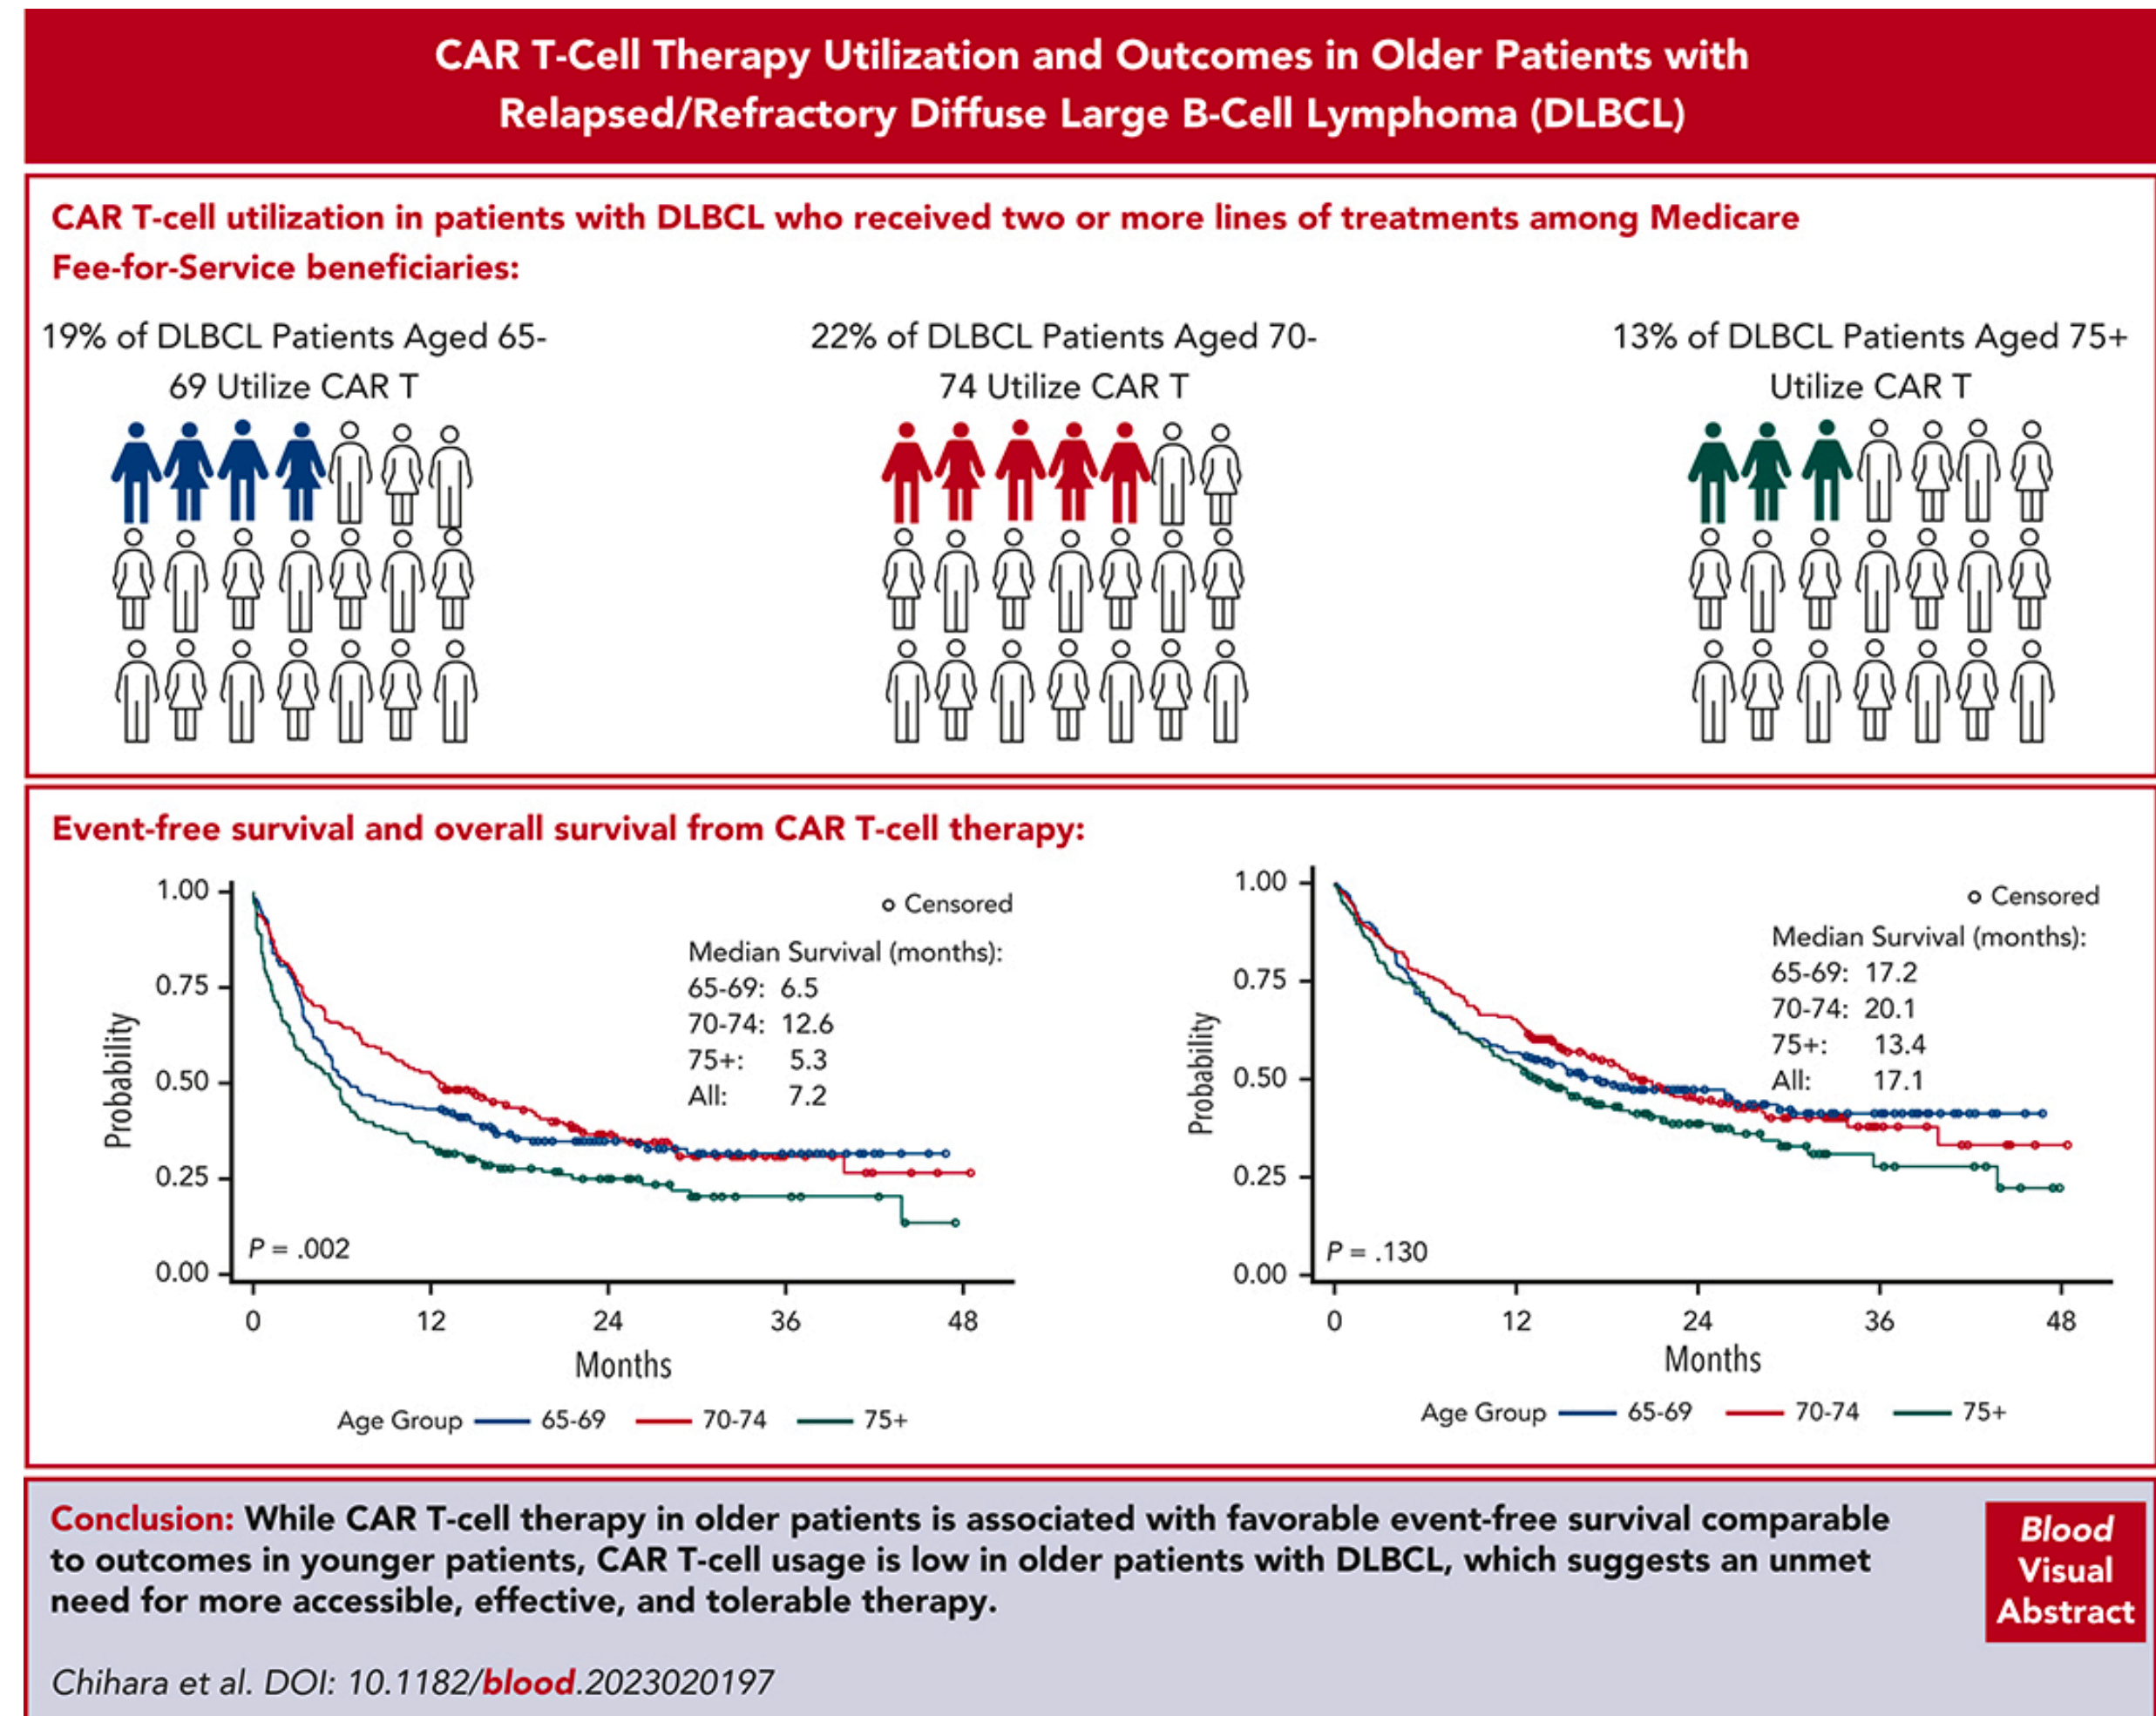 CAR T-Cell Therapy Utilization and Outcomes in Older Patients with
Relapsed/Refractory Diffuse Large B-Cell Lymphoma (DLBCL)
CAR T-cell utilization in patients with DLBCL who received two or more lines of treatments among Medicare
Fee-for-Service beneficiaries:
19% of DLBCL Patients Aged 65-
69 Utilize CAR T
22% of DLBCL Patients Aged 70-
74 Utilize CAR T
13% of DLBCL Patients Aged 75+
Utilize CAR T
Event-free survival and overall survival from CAR T-cell therapy:
Probability
1.00
0.75
0.50
0.25
0.00
Censored
Median Survival (months):
65-69: 6.5
70-74: 12.6
75+: 5.3
All: 7.2
P = .002
0 12 24 36 48
Months
Age Group 65-69 70-74 75+
Probability
1.00
0.75
0.50
0.25
0.00
Censored
Median Survival (months):
65-69: 17.2
70-74: 20.1
75+: 13.4
All: 17.1
P = .130
0 12 24 36 48
Months
Age Group 65-69 70-74 75+
Conclusion: While CAR T-cell therapy in older patients is associated with favorable event-free survival comparable
to outcomes in younger patients, CAR T-cell usage is low in older patients with DLBCL, which suggests an unmet
need for more accessible, effective, and tolerable therapy.
Chihara et al. DOI: 10.1182/blood.2023020197
Blood
Visual
Abstract